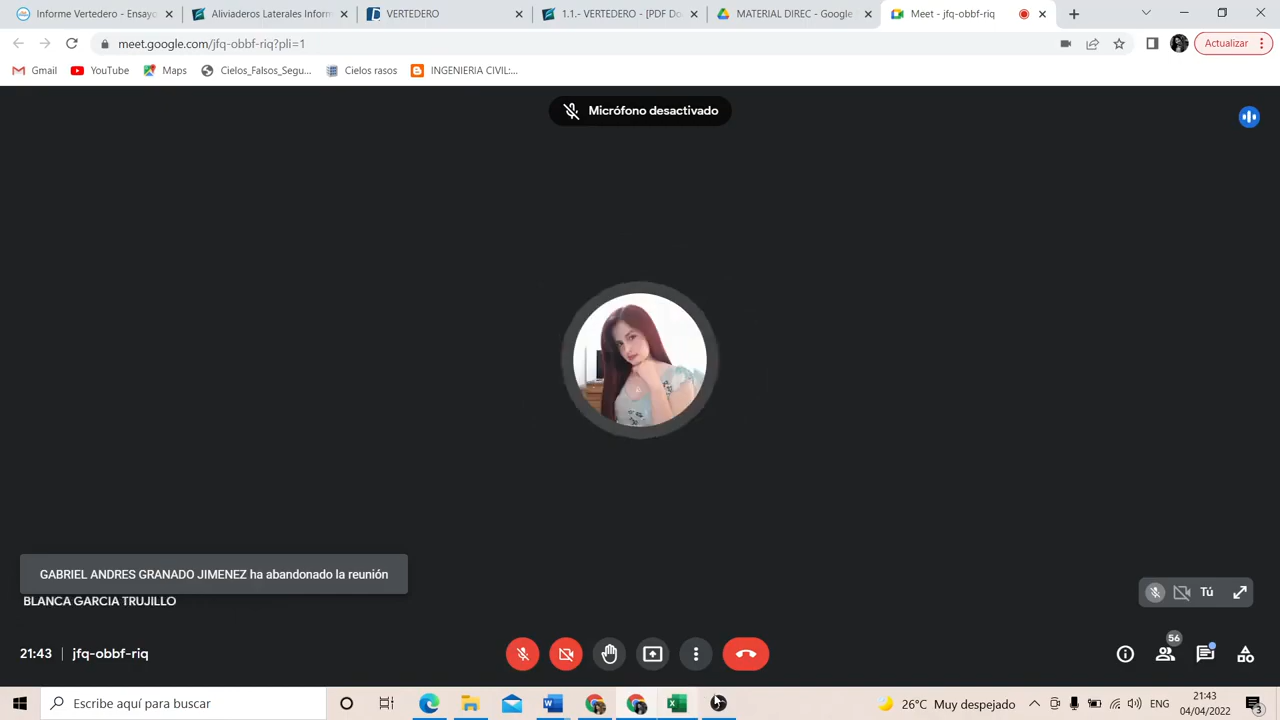 Informe Vertedero - Ensayo
Aliviaderos Laterales Inform
VERTEDERO
1.1.- VERTEDERO - [PDF Do
MATERIAL DIREC - Google
Meet - jfq-obbf-riq
meet.google.com/jfq-obbf-riq?pli=1
Actualizar
Gmail
YouTube
Maps
Cielos_Falsos_Segu...
Cielos rasos
INGENIERIA CIVIL:...
Micrófono desactivado
GABRIEL ANDRES GRANADO JIMENEZ ha abandonado la reunión
BLANCA GARCIA TRUJILLO
Tú
21:43 | jfq-obbf-riq
56
Escribe aquí para buscar
26°C Muy despejado
ENG
21:43
04/04/2022
3